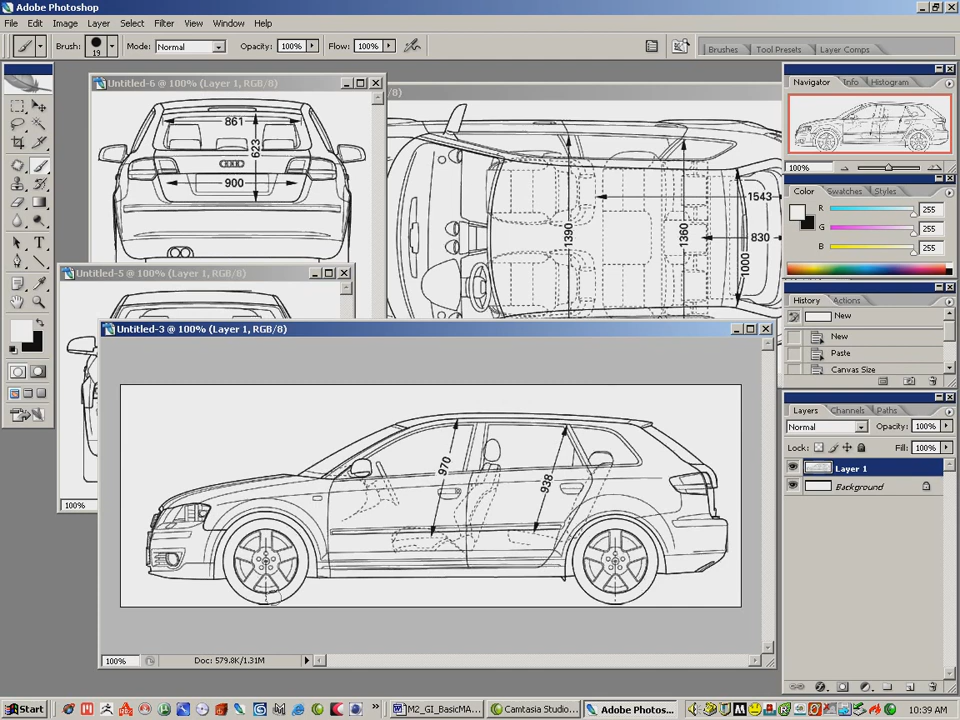 Adobe Photoshop
File Edit Image Layer Select Filter View Window Help
Brush: 19 Mode: Normal Opacity: 100% Flow: 100%
Brushes Tool Presets Layer Comps
Untitled-6 @ 100% (Layer 1, RGB/8)
/8)
861
623
900
1390
1360
1543
830
1000
Untitled-5 @ 100% (Layer 1, RGB/8)
100%
Untitled-3 @ 100% (Layer 1, RGB/8)
970
938
100% Doc: 579.8K/1.31M
Navigator Info Histogram
100%
Color Swatches Styles
R 255
G 255
B 255
History Actions
New
New
Paste
Canvas Size
Layers Channels Paths
Normal Opacity: 100%
Lock: Fill: 100%
Layer 1
Background
Start M2_GI_BasicMA... Camtasia Studio... Adobe Photos... 10:39 AM